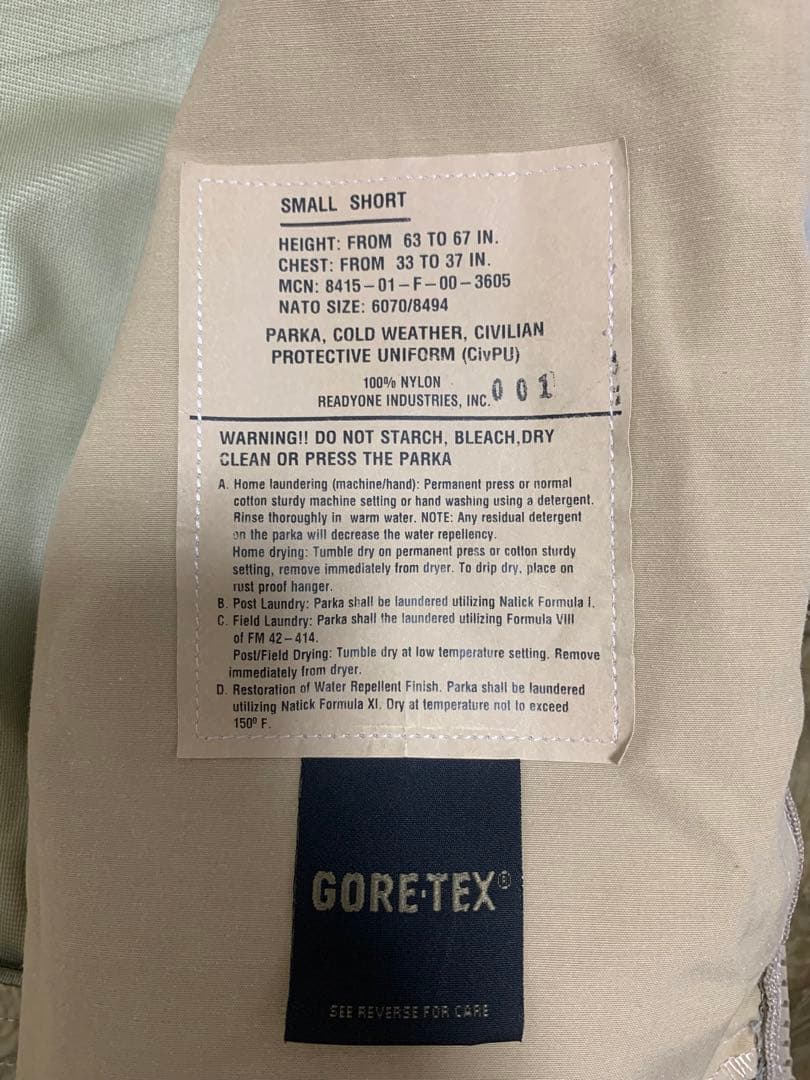 SMALL SHORT
HEIGHT: FROM 63 TO 67 IN.
CHEST: FROM 33 TO 37 IN.
MCN: 8415-01-F-00-3605
NATO SIZE: 6070/8494
PARKA, COLD WEATHER, CIVILIAN
PROTECTIVE UNIFORM (CivPU)
100% NYLON
READYONE INDUSTRIES, INC. 001
WARNING!! DO NOT STARCH, BLEACH,DRY
CLEAN OR PRESS THE PARKA
A. Home laundering (machine/hand): Permanent press or normal
cotton sturdy machine setting or hand washing using a detergent.
Rinse thoroughly in warm water. NOTE: Any residual detergent
on the parka will decrease the water repellency.
Home drying: Tumble dry on permanent press or cotton sturdy
setting, remove immediately from dryer. To drip dry, place on
rust proof hanger.
B. Post Laundry: Parka shall be laundered utilizing Natick Formula I.
C. Field Laundry: Parka shall the laundered utilizing Formula VIII
of FM 42-414.
Post/Field Drying: Tumble dry at low temperature setting. Remove
immediately from dryer.
D. Restoration of Water Repellent Finish. Parka shall be laundered
utilizing Natick Formula XI. Dry at temperature not to exceed
150° F.
GORE-TEX®
SEE REVERSE FOR CARE